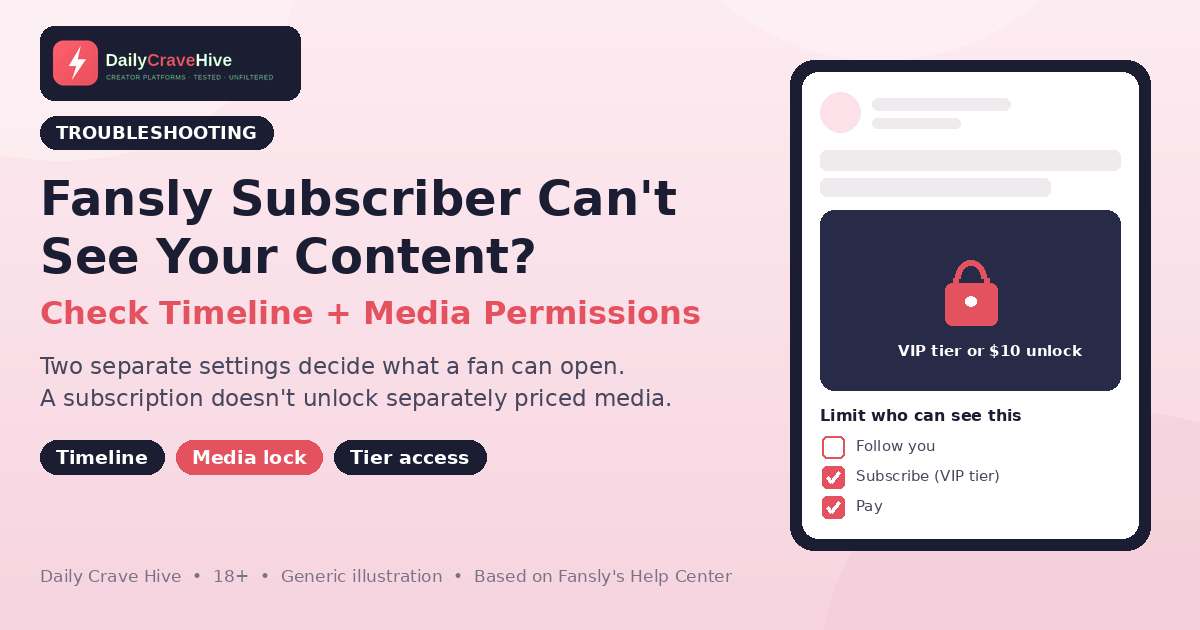 DailyCraveHive
CREATOR PLATFORMS · TESTED · UNFILTERED
TROUBLESHOOTING
Fansly Subscriber Can't
See Your Content?
Check Timeline + Media Permissions
Two separate settings decide what a fan can open.
A subscription doesn't unlock separately priced media.
Timeline
Media lock
Tier access
Daily Crave Hive • 18+ • Generic illustration • Based on Fansly's Help Center
VIP tier or $10 unlock
Limit who can see this
Follow you
Subscribe (VIP tier)
Pay